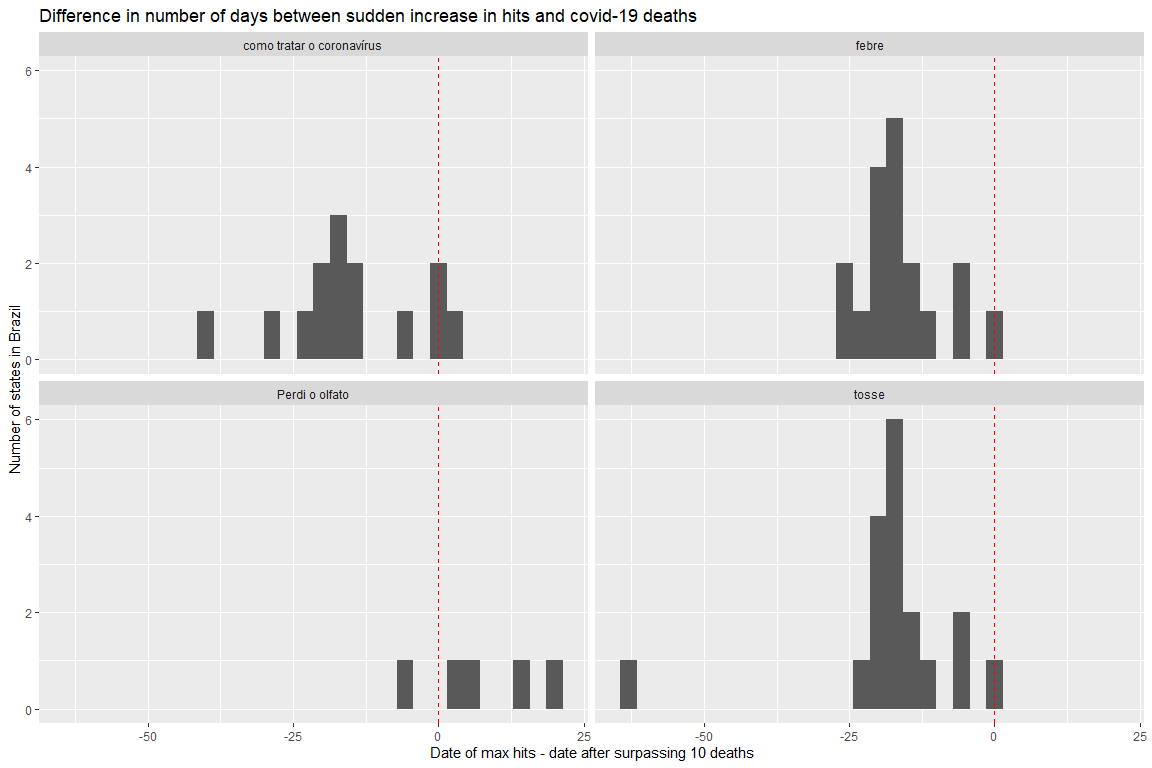 Difference in number of days between sudden increase in hits and covid-19 deaths
como tratar o coronavírus
febre
6
4
2
0
Perdi o olfato
tosse
6
4
2
0
Number of states in Brazil
-50
-25
0
25
-50
-25
0
25
Date of max hits - date after surpassing 10 deaths